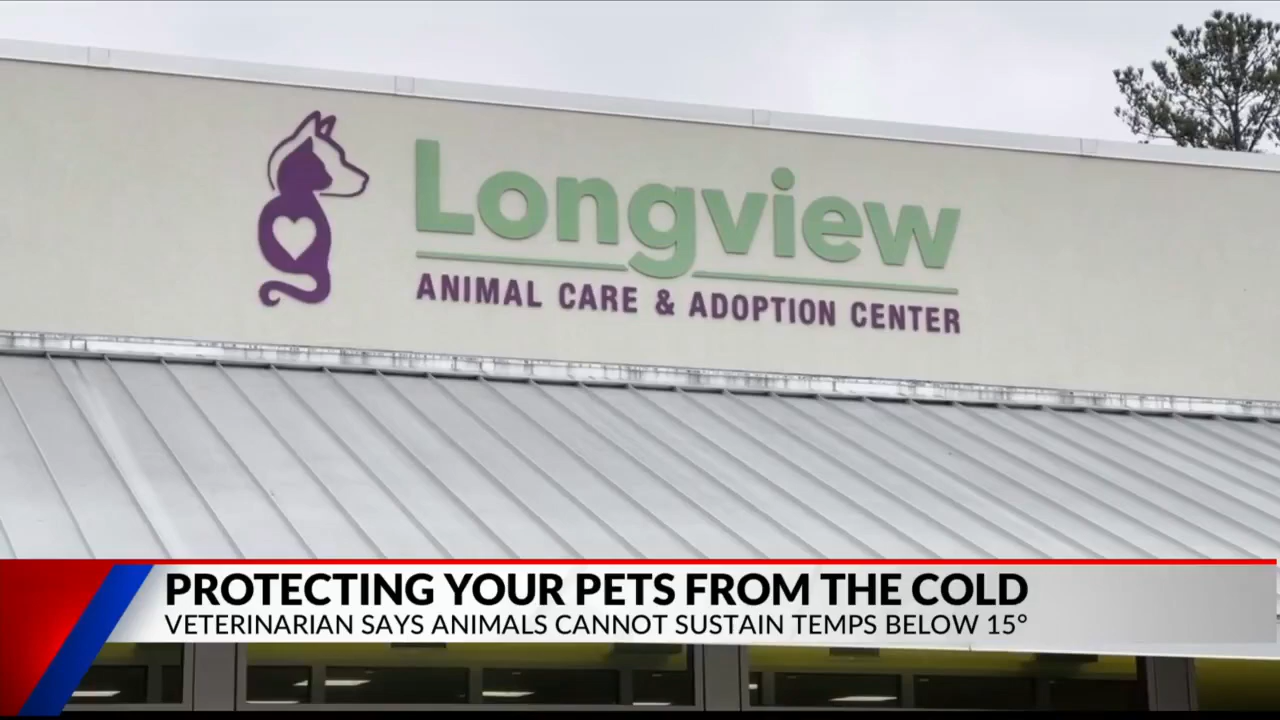 Longview
ANIMAL CARE & ADOPTION CENTER
PROTECTING YOUR PETS FROM THE COLD
VETERINARIAN SAYS ANIMALS CANNOT SUSTAIN TEMPS BELOW 15°